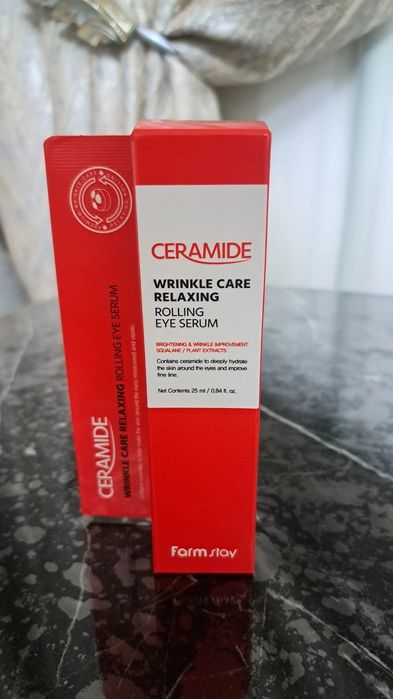 CERAMIDE
WRINKLE CARE
RELAXING
ROLLING
EYE SERUM
BRIGHTENING & WRINKLE IMPROVEMENT
SQUALANE / PLANT EXTRACTS
Contains ceramide to deeply hydrate
the skin around the eyes and improve
fine line.
Net Contents 25 ml / 0.84 fl. oz.
Farm stay
CERAMIDE
WRINKLE CARE RELAXING ROLLING EYE SERUM